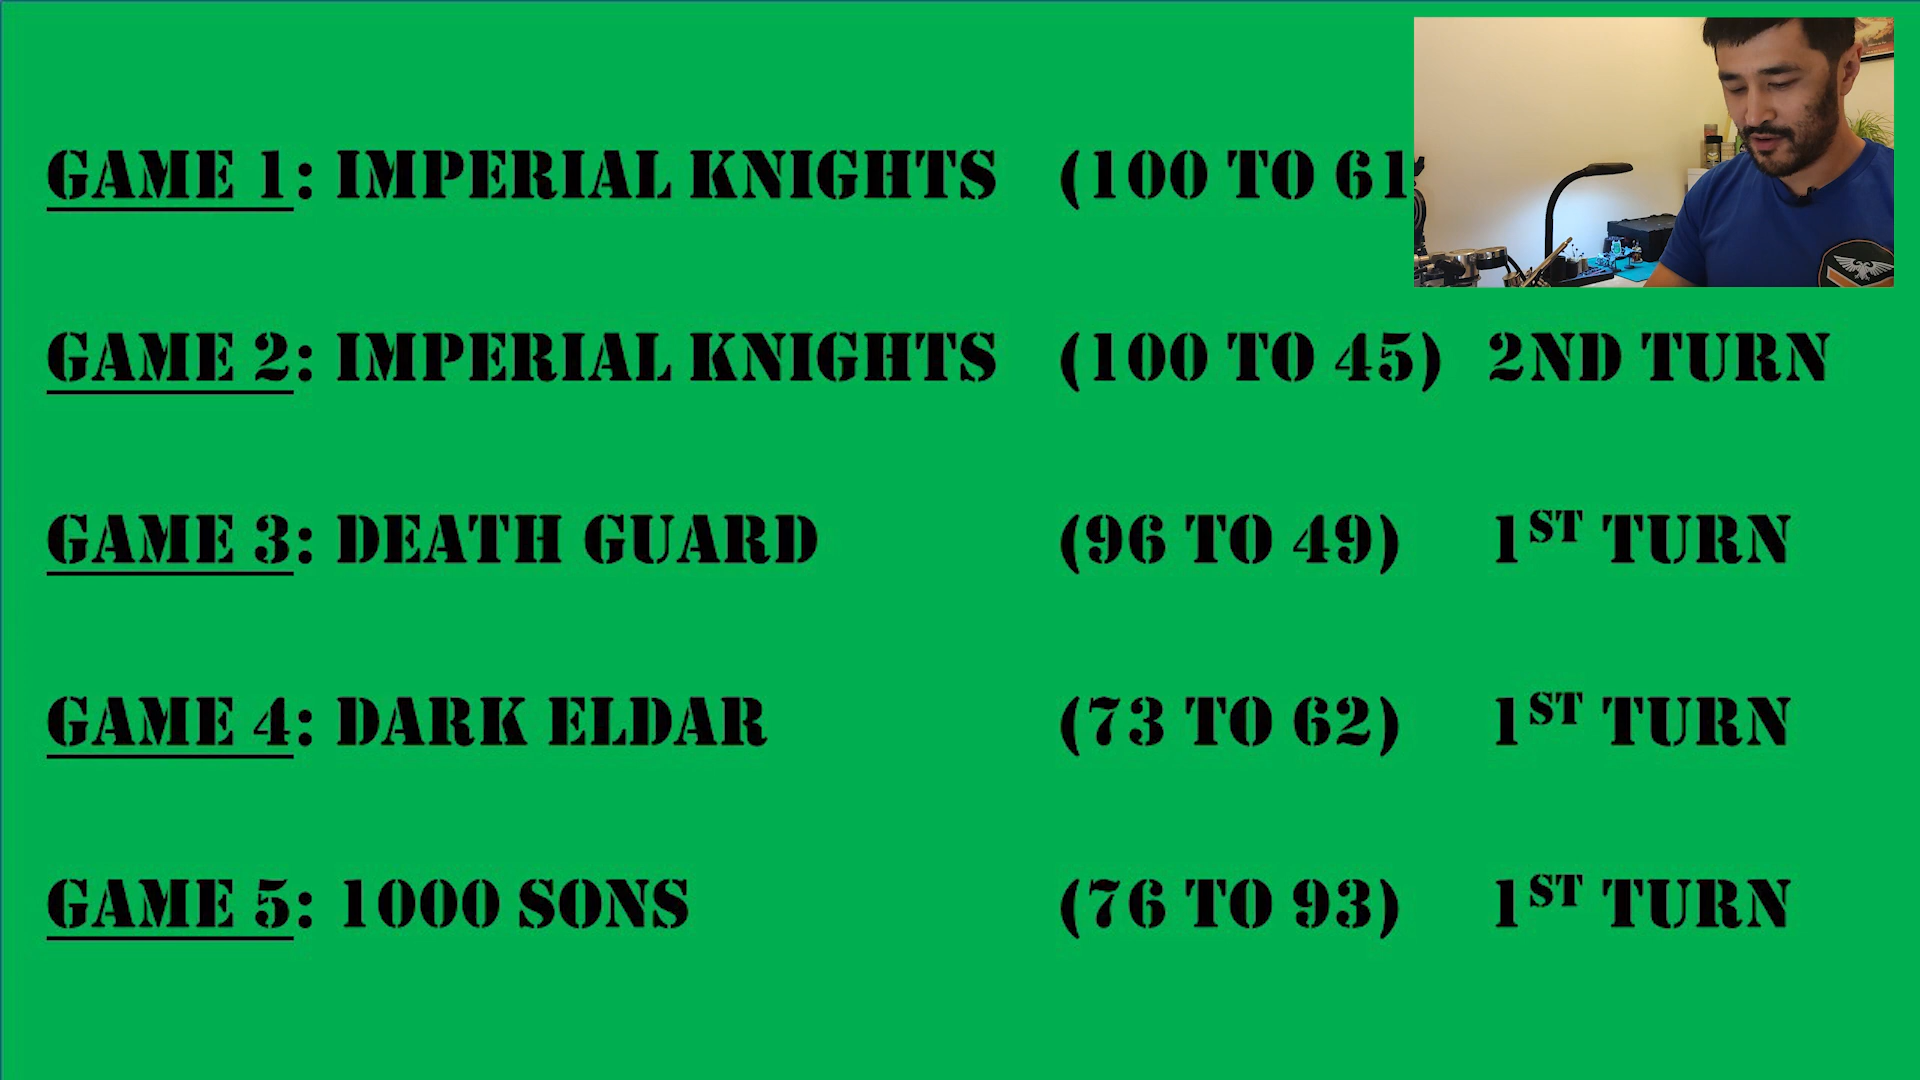 GAME 1: IMPERIAL KNIGHTS (100 TO 61
GAME 2: IMPERIAL KNIGHTS (100 TO 45) 2ND TURN
GAME 3: DEATH GUARD (96 TO 49) 1ST TURN
GAME 4: DARK ELDAR (73 TO 62) 1ST TURN
GAME 5: 1000 SONS (76 TO 93) 1ST TURN